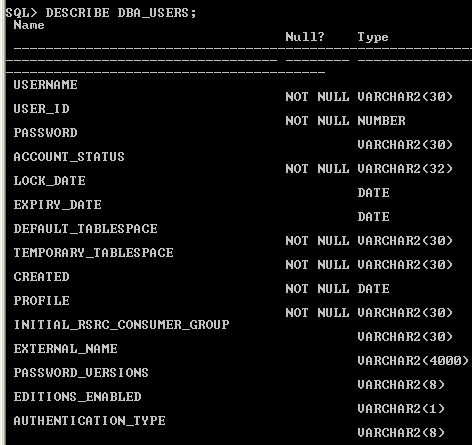 SQL> DESCRIBE DBA_USERS;
Name
Null? Type
----------------------------------------------------------
---------------------------------- -------- --------------
----------------------------------------
USERNAME
NOT NULL VARCHAR2(30)
USER_ID
NOT NULL NUMBER
PASSWORD
VARCHAR2(30)
ACCOUNT_STATUS
NOT NULL VARCHAR2(32)
LOCK_DATE
DATE
EXPIRY_DATE
DATE
DEFAULT_TABLESPACE
NOT NULL VARCHAR2(30)
TEMPORARY_TABLESPACE
NOT NULL VARCHAR2(30)
CREATED
NOT NULL DATE
PROFILE
NOT NULL VARCHAR2(30)
INITIAL_RSRC_CONSUMER_GROUP
VARCHAR2(30)
EXTERNAL_NAME
VARCHAR2(4000)
PASSWORD_VERSIONS
VARCHAR2(8)
EDITIONS_ENABLED
VARCHAR2(1)
AUTHENTICATION_TYPE
VARCHAR2(8)